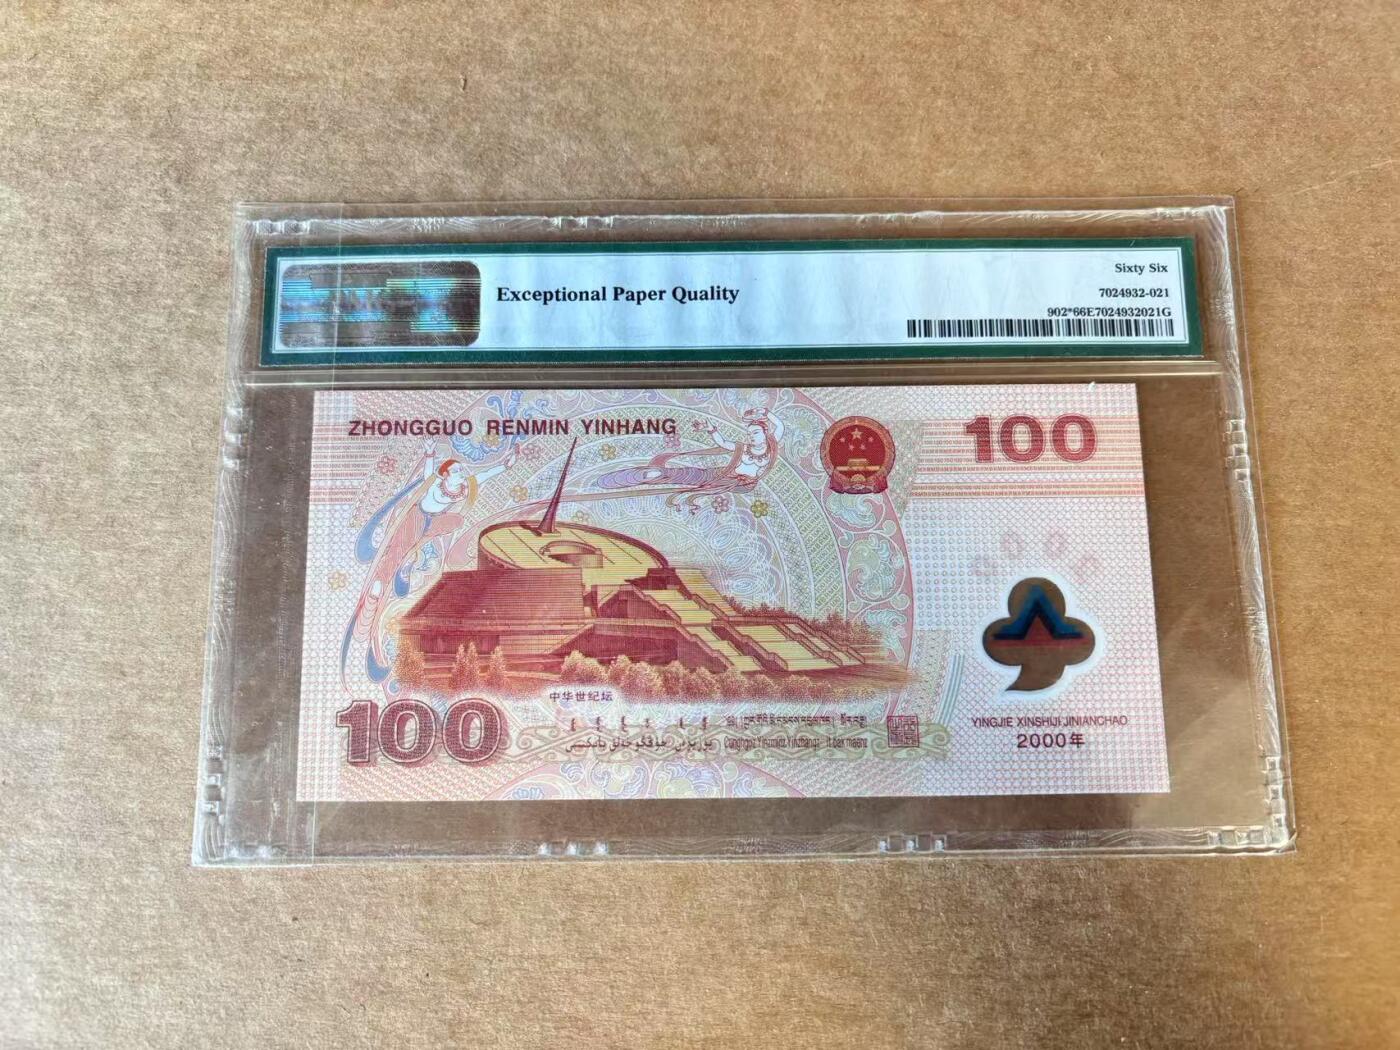 Exceptional Paper Quality
Sixty Six
7024932-021
902*66E7024932021G
ZHONGGUO RENMIN YINHANG
100
中华世纪坛
100
YINGJIE XINSHIJI JINIANCHAO
2000年